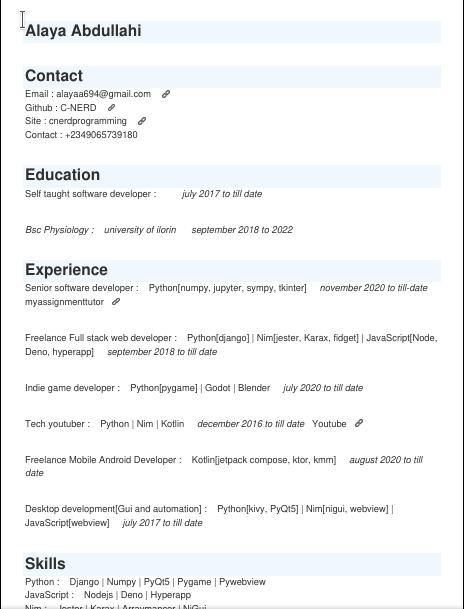 Alaya Abdullahi
Contact
Email : alayaa694@gmail.com
Github : C-NERD
Site : cnerdprogramming
Contact : +2349065739180
Education
Self taught software developer : july 2017 to till date
Bsc Physiology : university of ilorin september 2018 to 2022
Experience
Senior software developer : Python[numpy, jupyter, sympy, tkinter] november 2020 to till-date
myassignmenttutor
Freelance Full stack web developer : Python[django] | Nim[jester, Karax, fidget] | JavaScript[Node,
Deno, hyperapp] september 2018 to till date
Indie game developer : Python[pygame] | Godot | Blender july 2020 to till date
Tech youtuber : Python | Nim | Kotlin december 2016 to till date Youtube
Freelance Mobile Android Developer : Kotlin[jetpack compose, ktor, kmm] august 2020 to till
date
Desktop development[Gui and automation] : Python[kivy, PyQt5] | Nim[nigui, webview] |
JavaScript[webview] july 2017 to till date
Skills
Python : Django | Numpy | PyQt5 | Pygame | Pywebview
JavaScript : Nodejs | Deno | Hyperapp
Nim : Jester | Karax | Arraymancer | NiGui